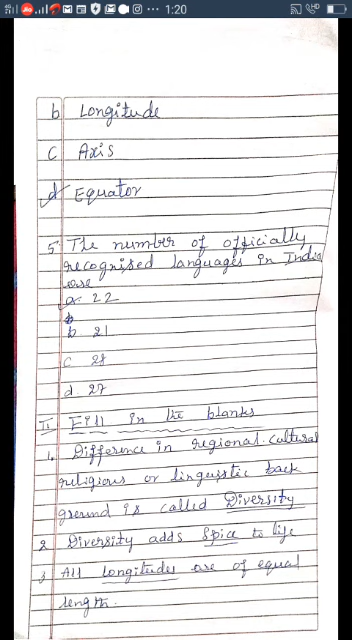 1:20
b Longitude
c Axis
d Equator
5 The number of officially
recognised languages in India
are
a 22
b
b 21
c 28
d 27
II Fill in the blanks
1. Difference in regional cultural
religious or linguistic back
ground is called Diversity
2 Diversity adds Spice to life
3 All longitudes are of equal
length.